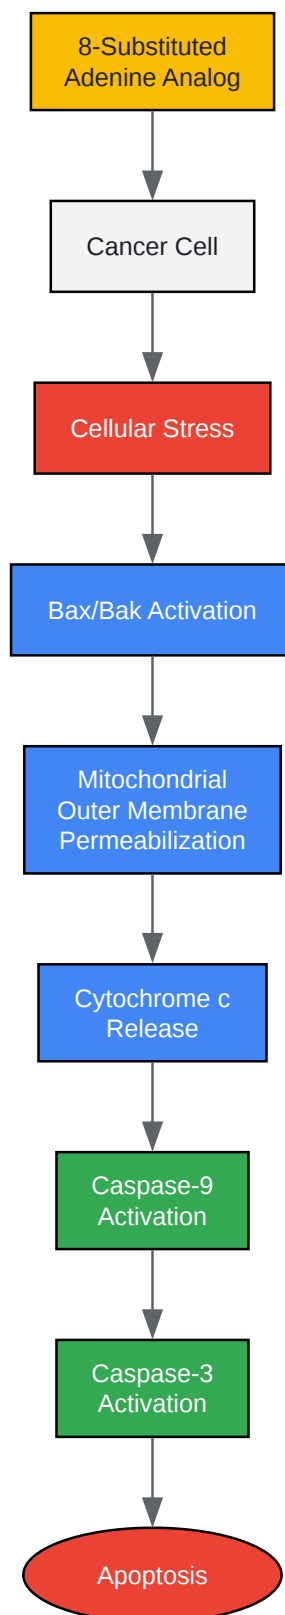 8-Substituted
Adenine Analog
Cancer Cell
Cellular Stress
Bax/Bak Activation
Mitochondrial
Outer Membrane
Permeabilization
Cytochrome c
Release
Caspase-9
Activation
Caspase-3
Activation
Apoptosis